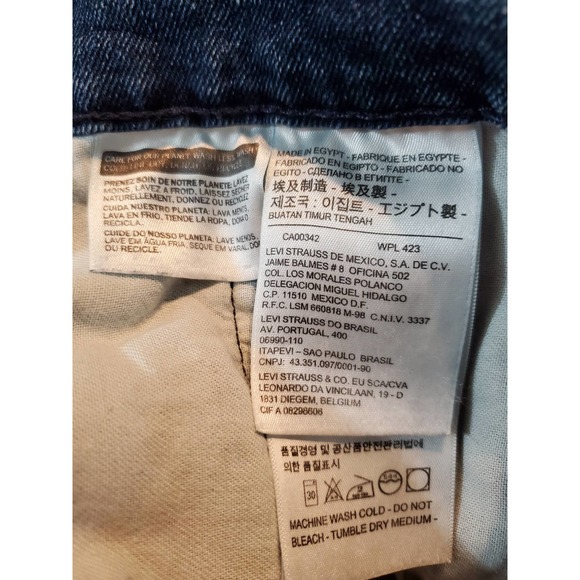 CARE FOR OUR PLANET: WASH LESS, WASH
COLD, LINE
PRENEZ SOIN DE NOTRE PLANÈTE: LAVEZ
MOINS, LAVEZ À FROID, LAISSEZ SÉCHER
NATURELLEMENT, DONNEZ OU RECYCLEZ
CUIDA NUESTRO PLANETA: LAVA MENOS,
LAVA EN FRIO, TIENDE LA ROPA, DONA O
RECICLA.
CUIDE DO NOSSO PLANETA: LAVE MENOS,
LAVE EM ÁGUA FRIA, SEQUE EM VARAL, DOE
OU RECICLE.
MADE IN EGYPT - FABRIQUE EN EGYPTE -
FABRICADO EN EGIPTO - FABRICADO NO
EGITO - СДЕЛАНО В ЕГИПТЕ -
埃及制造 - 埃及製 -
제조국 : 이집트 - エジプト製 -
BUATAN TIMUR TENGAH
CA00342 WPL 423
LEVI STRAUSS DE MEXICO, S.A. DE C.V.
JAIME BALMES # 8 OFICINA 502
COL. LOS MORALES POLANCO
DELEGACION MIGUEL HIDALGO
C.P. 11510 MEXICO D.F.
R.F.C. LSM 660818 M-98 C.N.I.V. 3337
LEVI STRAUSS DO BRASIL
AV. PORTUGAL, 400
06990-110
ITAPEVI – SAO PAULO BRASIL
CNPJ: 43.351.097/0001-90
LEVI STRAUSS & CO. EU SCA/CVA
LEONARDO DA VINCILAAN, 19 - D
1831 DIEGEM, BELGIUM
CIF A 08298606
품질경영 및 공산품안전관리법에
의한 품질표시
30
MACHINE WASH COLD - DO NOT
BLEACH - TUMBLE DRY MEDIUM -